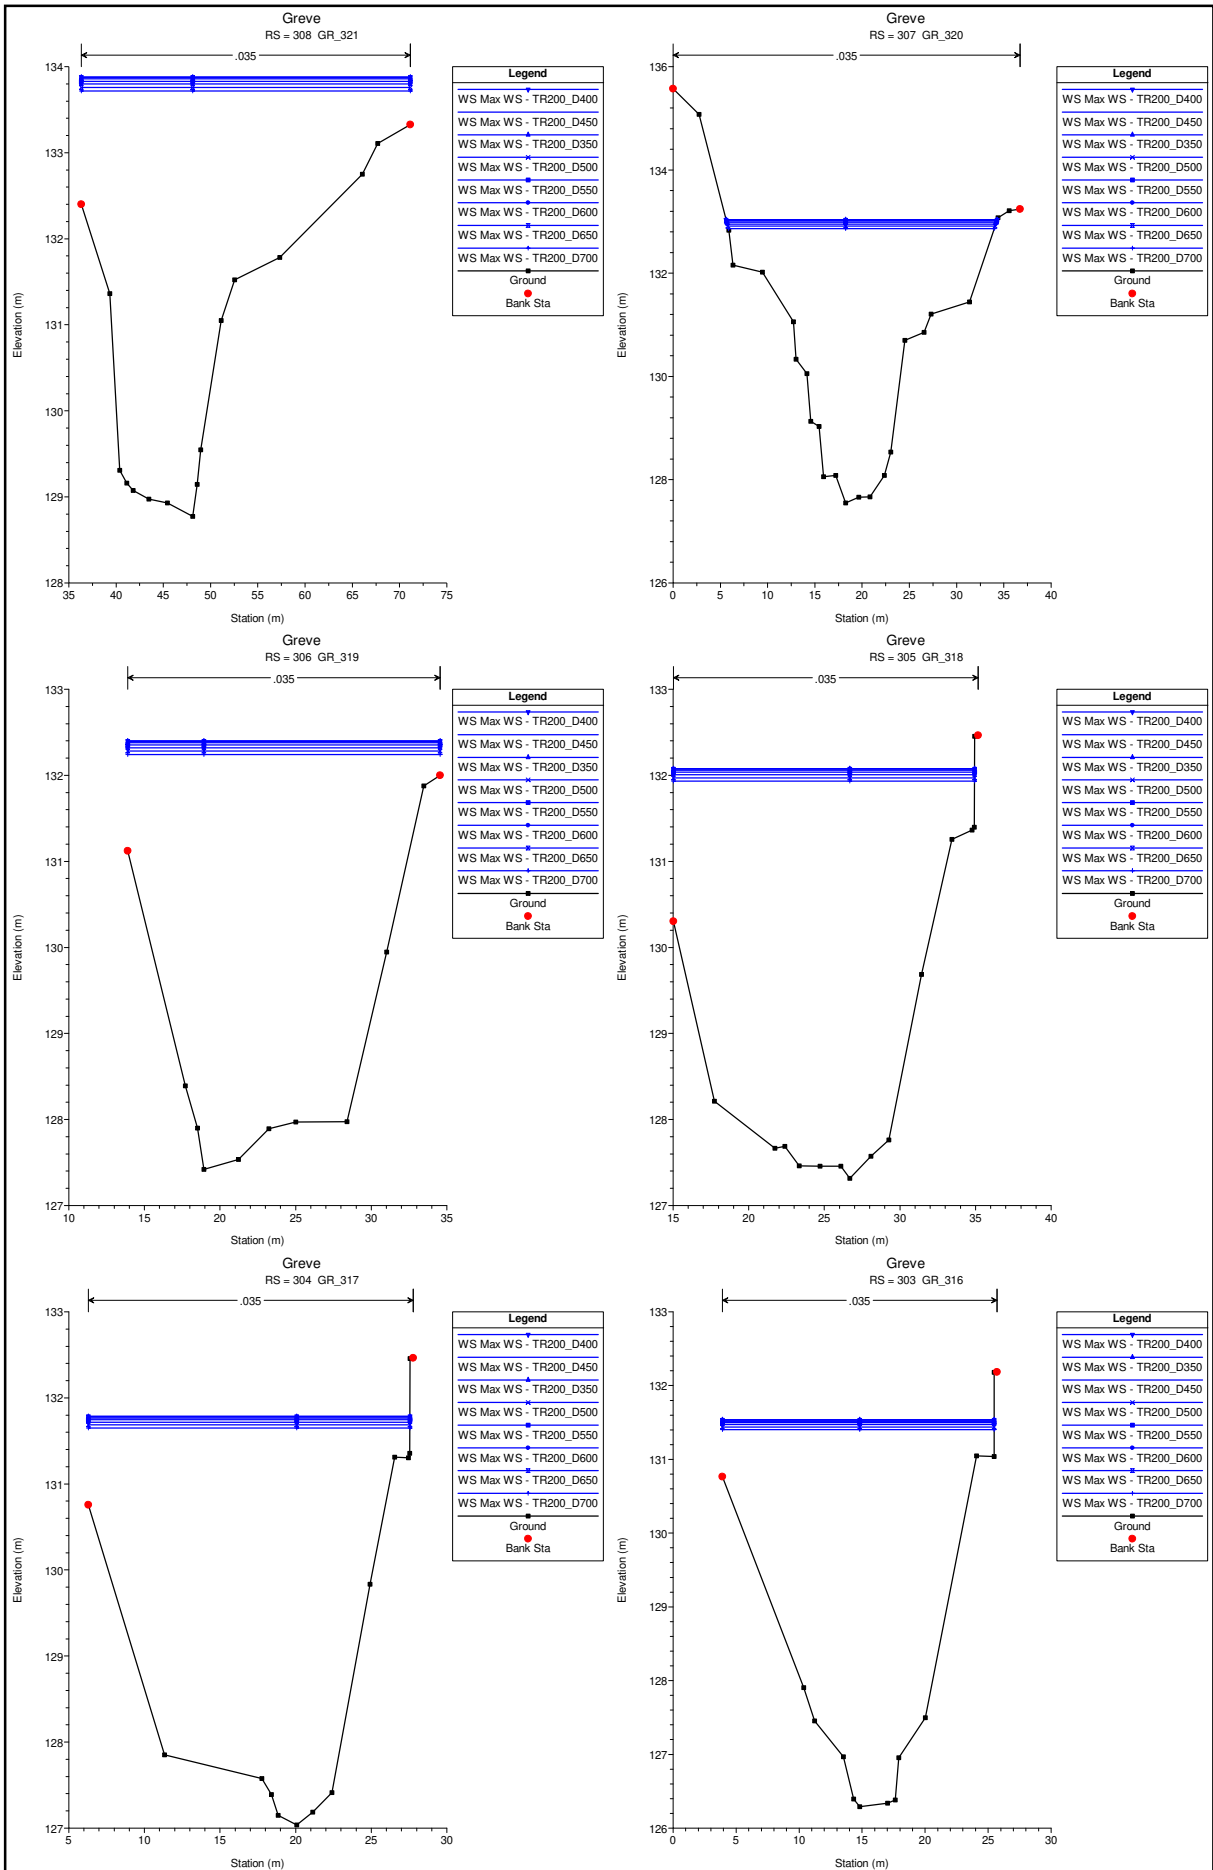 Greve
RS = 308 GR_321
.035
134
133
132
131
130
129
128
35 40 45 50 55 60 65 70 75
Elevation (m)
Station (m)
Legend
WS Max WS - TR200_D400
WS Max WS - TR200_D450
WS Max WS - TR200_D350
WS Max WS - TR200_D500
WS Max WS - TR200_D550
WS Max WS - TR200_D600
WS Max WS - TR200_D650
WS Max WS - TR200_D700
Ground
Bank Sta
Greve
RS = 307 GR_320
.035
136
134
132
130
128
126
0 5 10 15 20 25 30 35 40
Elevation (m)
Station (m)
Legend
WS Max WS - TR200_D400
WS Max WS - TR200_D450
WS Max WS - TR200_D350
WS Max WS - TR200_D500
WS Max WS - TR200_D550
WS Max WS - TR200_D600
WS Max WS - TR200_D650
WS Max WS - TR200_D700
Ground
Bank Sta
Greve
RS = 306 GR_319
.035
133
132
131
130
129
128
127
10 15 20 25 30 35
Elevation (m)
Station (m)
Legend
WS Max WS - TR200_D400
WS Max WS - TR200_D450
WS Max WS - TR200_D350
WS Max WS - TR200_D500
WS Max WS - TR200_D550
WS Max WS - TR200_D600
WS Max WS - TR200_D650
WS Max WS - TR200_D700
Ground
Bank Sta
Greve
RS = 305 GR_318
.035
133
132
131
130
129
128
127
15 20 25 30 35 40
Elevation (m)
Station (m)
Legend
WS Max WS - TR200_D400
WS Max WS - TR200_D450
WS Max WS - TR200_D350
WS Max WS - TR200_D500
WS Max WS - TR200_D550
WS Max WS - TR200_D600
WS Max WS - TR200_D650
WS Max WS - TR200_D700
Ground
Bank Sta
Greve
RS = 304 GR_317
.035
133
132
131
130
129
128
127
5 10 15 20 25 30
Elevation (m)
Station (m)
Legend
WS Max WS - TR200_D400
WS Max WS - TR200_D450
WS Max WS - TR200_D350
WS Max WS - TR200_D500
WS Max WS - TR200_D550
WS Max WS - TR200_D600
WS Max WS - TR200_D650
WS Max WS - TR200_D700
Ground
Bank Sta
Greve
RS = 303 GR_316
.035
133
132
131
130
129
128
127
126
0 5 10 15 20 25 30
Elevation (m)
Station (m)
Legend
WS Max WS - TR200_D400
WS Max WS - TR200_D350
WS Max WS - TR200_D450
WS Max WS - TR200_D500
WS Max WS - TR200_D550
WS Max WS - TR200_D600
WS Max WS - TR200_D650
WS Max WS - TR200_D700
Ground
Bank Sta